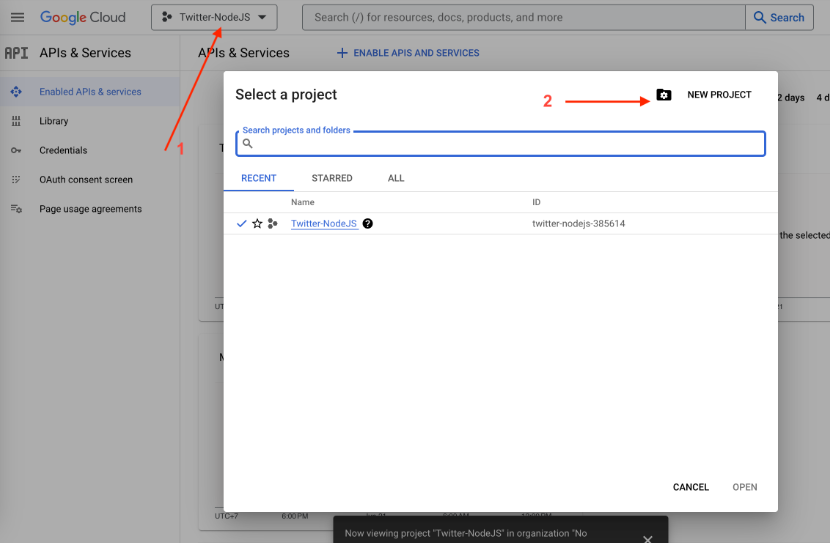 Google Cloud
Twitter-NodeJS
Search (/) for resources, docs, products, and more
Search
API APIs & Services
APIs & Services
ENABLE APIS AND SERVICES
Enabled APIs & services
Library
Credentials
OAuth consent screen
Page usage agreements
1
Select a project
2
NEW PROJECT
2 days 4 d
Search projects and folders
RECENT STARRED ALL
Name ID
Twitter-NodeJS twitter-nodejs-385614
the selected
CANCEL OPEN
UTC+7 6:00 PM
Now viewing project "Twitter-NodeJS" in organization "No